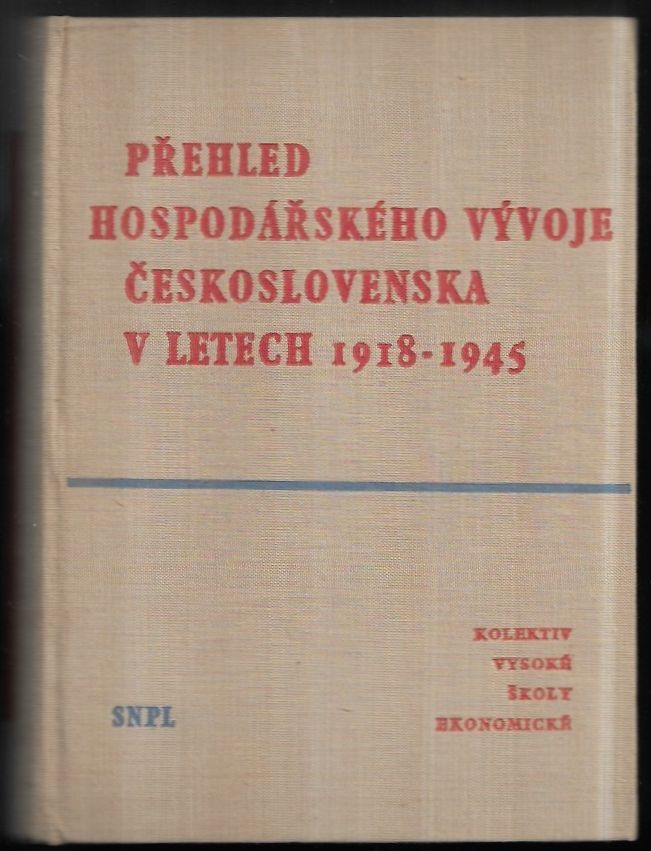 PŘEHLED
HOSPODÁŘSKÉHO VÝVOJE
ČESKOSLOVENSKA
V LETECH 1918-1945
KOLEKTIV
VYSOKÉ
ŠKOLY
EKONOMICKÉ
SNPL